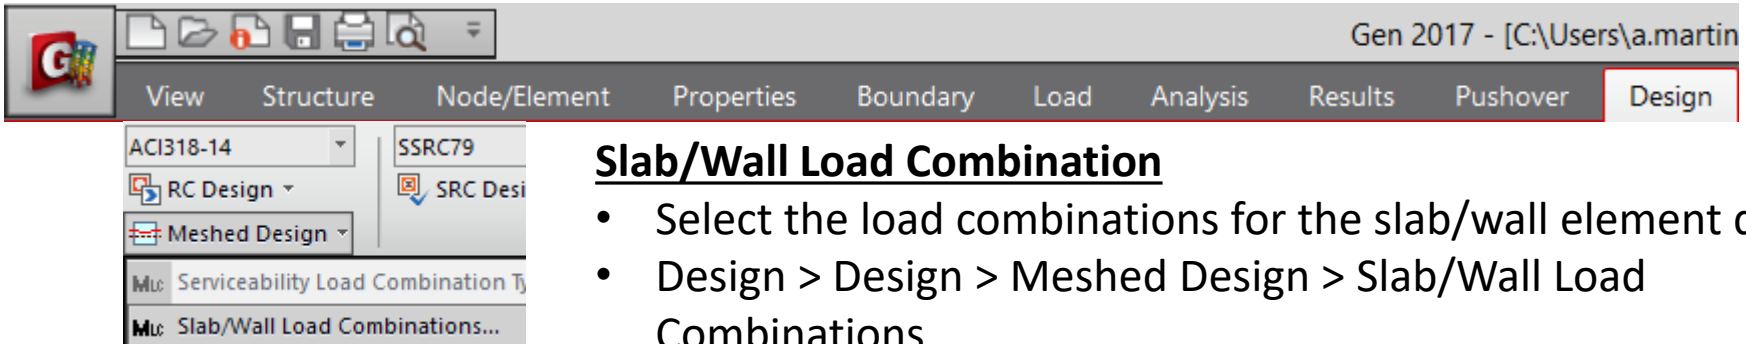 Gen 2017 - [C:\Users\a.martin
View Structure Node/Element Properties Boundary Load Analysis Results Pushover Design
ACI318-14 SSRC79
RC Design SRC Desi
Meshed Design
MLC Serviceability Load Combination Ty
MLC Slab/Wall Load Combinations...
Slab/Wall Load Combination
• Select the load combinations for the slab/wall element
• Design > Design > Meshed Design > Slab/Wall Load
Combinations